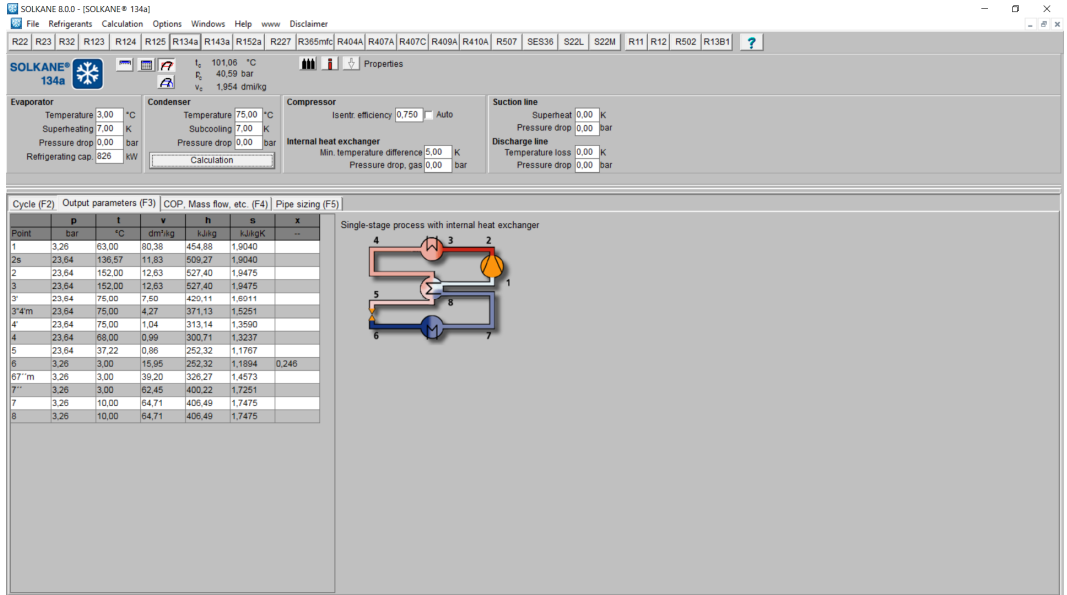 SOLKANE 8.0.0 - [SOLKANE® 134a]
File Refrigerants Calculation Options Windows Help www Disclaimer
R22 R23 R32 R123 R124 R125 R134a R143a R152a R227 R365mfc R404A R407A R407C R409A R410A R507 SES36 S22L S22M R11 R12 R502 R13B1 ?
SOLKANE®
134a
tc 101,06 °C
pc 40,59 bar
vc 1,954 dm³/kg
Properties
Evaporator
Temperature 3,00 °C
Superheating 7,00 K
Pressure drop 0,00 bar
Refrigerating cap. 826 kW
Condenser
Temperature 75,00 °C
Subcooling 7,00 K
Pressure drop 0,00 bar
Calculation
Compressor
Isentr. efficiency 0,750 Auto
Internal heat exchanger
Min. temperature difference 5,00 K
Pressure drop, gas 0,00 bar
Suction line
Superheat 0,00 K
Pressure drop 0,00 bar
Discharge line
Temperature loss 0,00 K
Pressure drop 0,00 bar
Cycle (F2) Output parameters (F3) COP, Mass flow, etc. (F4) Pipe sizing (F5)
p t v h s x
Point bar °C dm³/kg kJ/kg kJ/kgK --
1 3,26 63,00 80,38 454,88 1,9040
2s 23,64 136,57 11,83 509,27 1,9040
2 23,64 152,00 12,63 527,40 1,9475
3 23,64 152,00 12,63 527,40 1,9475
3' 23,64 75,00 7,50 429,11 1,6911
3"4'm 23,64 75,00 4,27 371,13 1,5251
4' 23,64 75,00 1,04 313,14 1,3590
4 23,64 68,00 0,99 300,71 1,3237
5 23,64 37,22 0,86 252,32 1,1767
6 3,26 3,00 15,95 252,32 1,1894 0,246
67''m 3,26 3,00 39,20 326,27 1,4573
7'' 3,26 3,00 62,45 400,22 1,7251
7 3,26 10,00 64,71 406,49 1,7475
8 3,26 10,00 64,71 406,49 1,7475
Single-stage process with internal heat exchanger
4 3 2
1
5
8
6 7